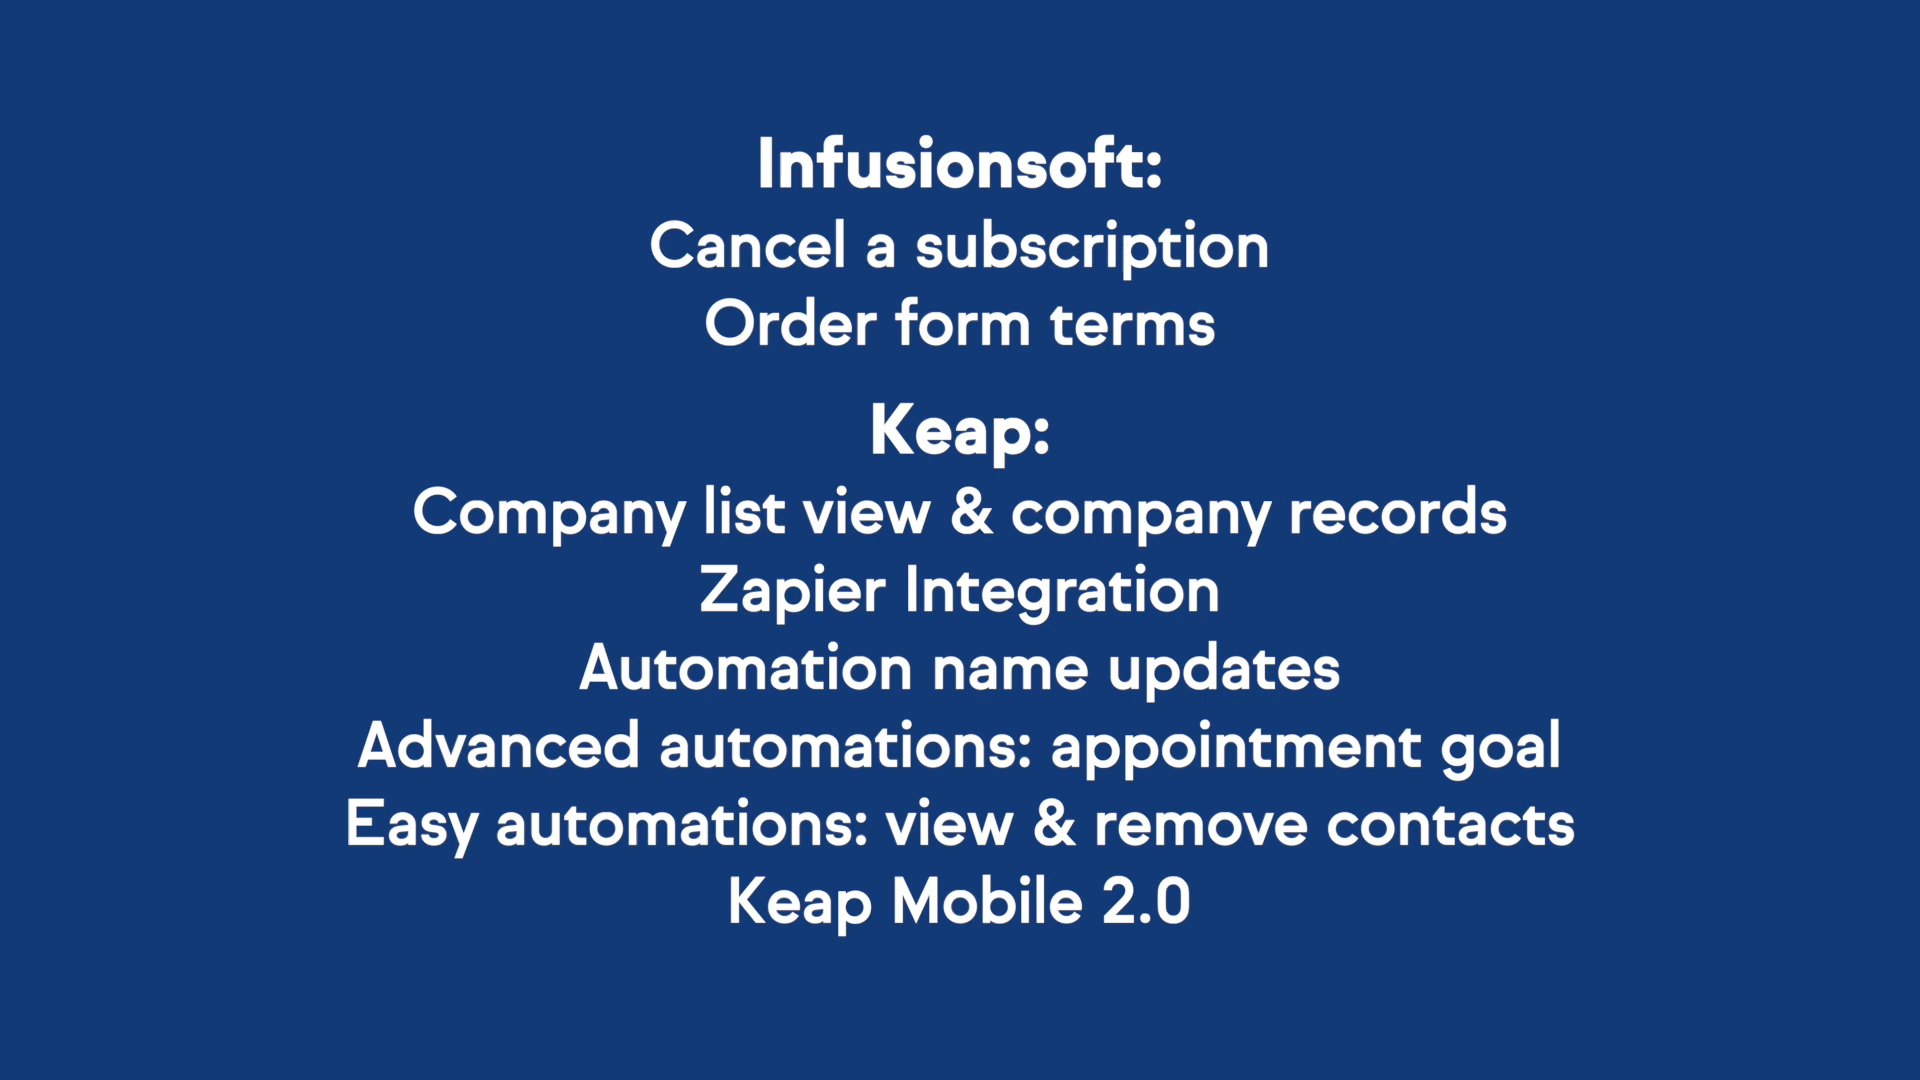 Infusionsoft:
Cancel a subscription
Order form terms
Keap:
Company list view & company records
Zapier Integration
Automation name updates
Advanced automations: appointment goal
Easy automations: view & remove contacts
Keap Mobile 2.0